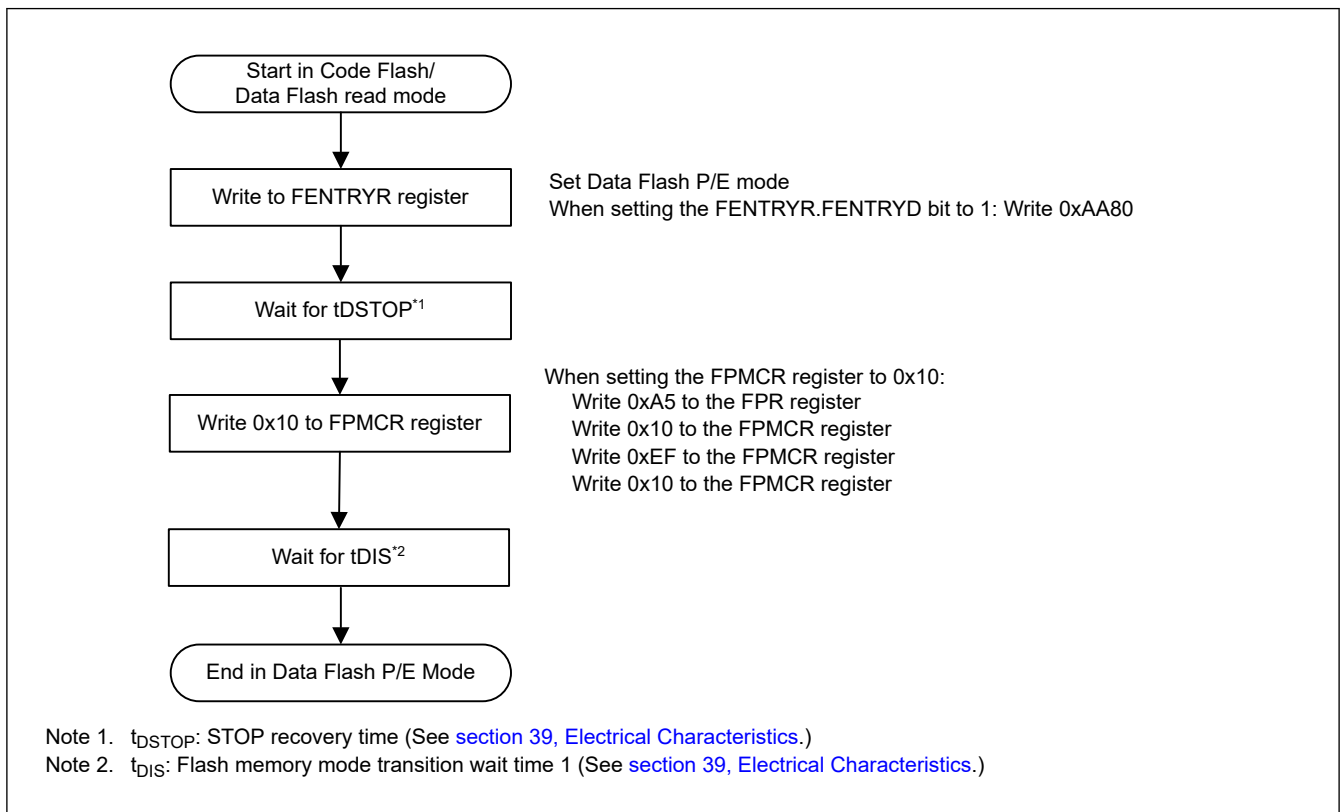 Start in Code Flash/
Data Flash read mode
Write to FENTRYR register
Set Data Flash P/E mode
When setting the FENTRYR.FENTRYD bit to 1: Write 0xAA80
Wait for tDSTOP*1
Write 0x10 to FPMCR register
When setting the FPMCR register to 0x10:
Write 0xA5 to the FPR register
Write 0x10 to the FPMCR register
Write 0xEF to the FPMCR register
Write 0x10 to the FPMCR register
Wait for tDIS*2
End in Data Flash P/E Mode
Note 1. tDSTOP: STOP recovery time (See section 39, Electrical Characteristics.)
Note 2. tDIS: Flash memory mode transition wait time 1 (See section 39, Electrical Characteristics.)